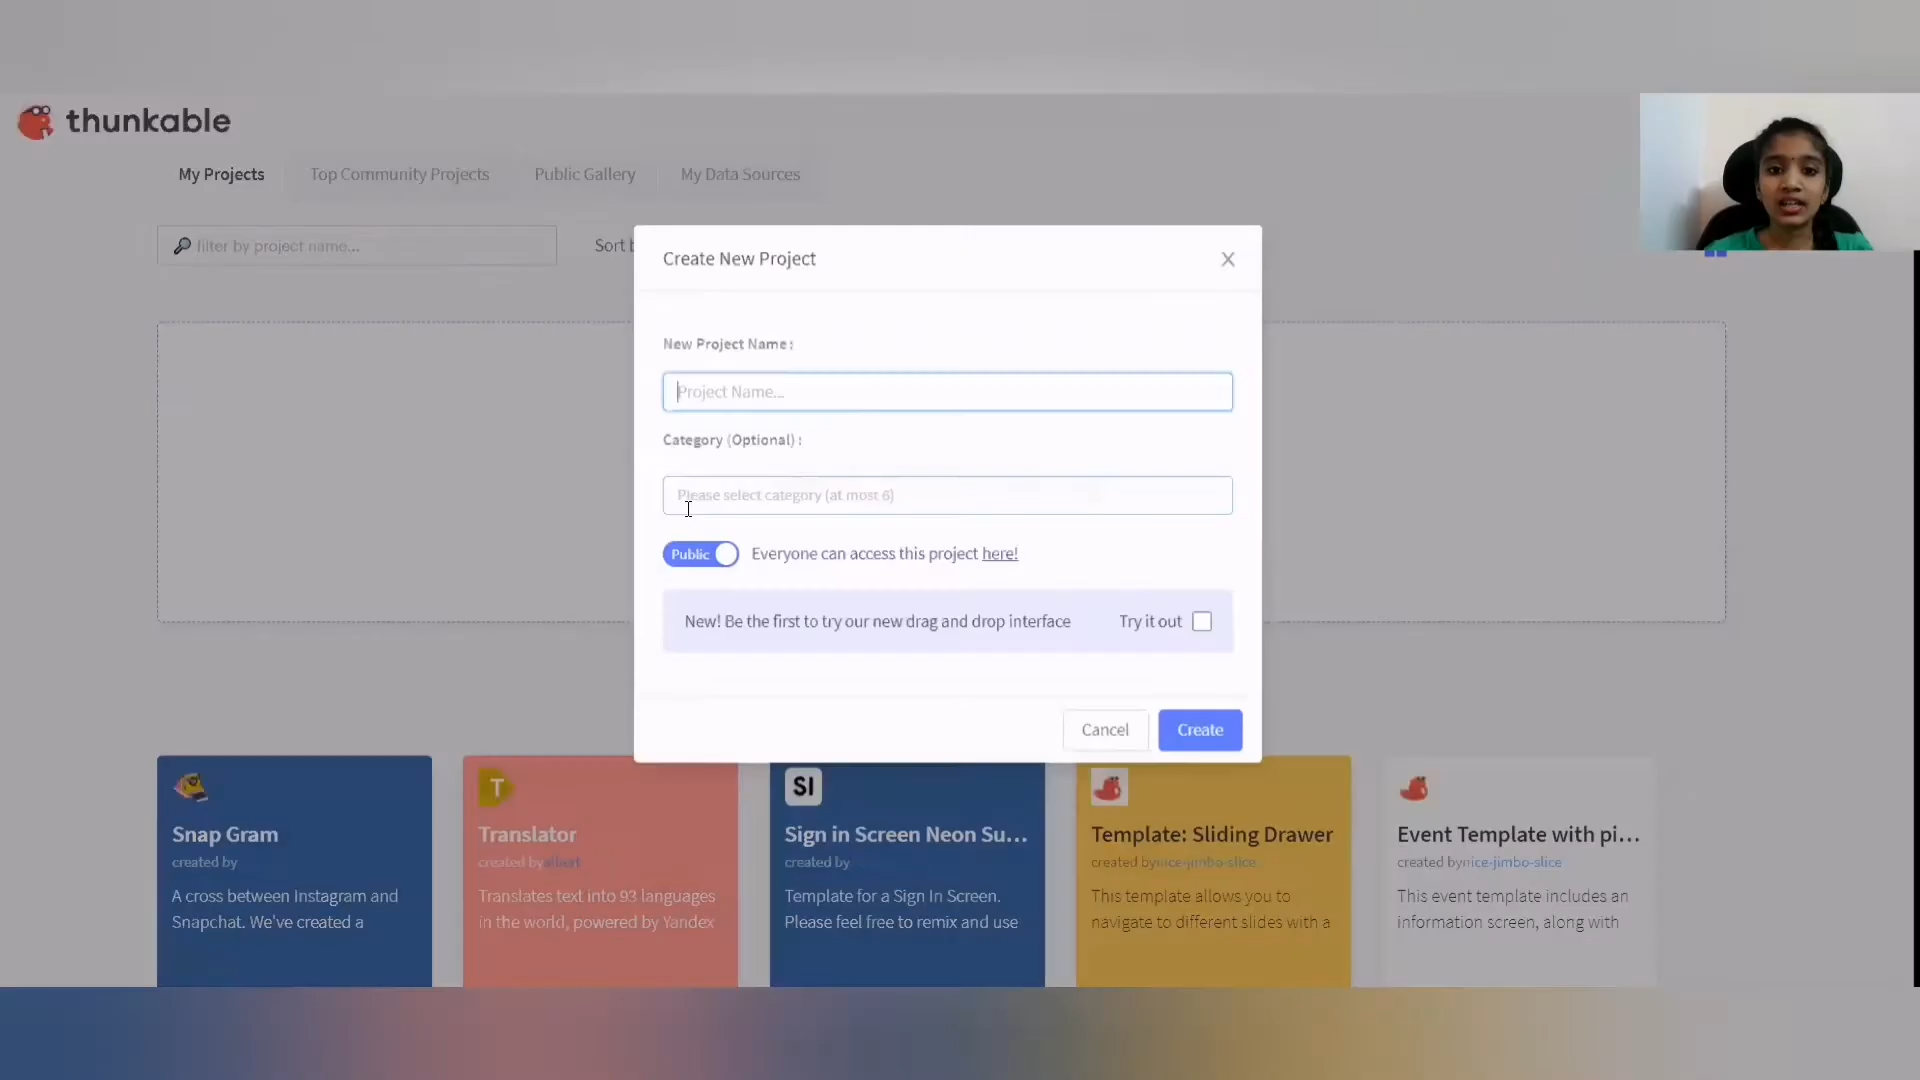 thunkable
My Projects
Top Community Projects
Public Gallery
My Data Sources
filter by project name...
Sort
Create New Project
New Project Name :
Project Name...
Category (Optional) :
Please select category (at most 6)
Public
Everyone can access this project here!
New! Be the first to try our new drag and drop interface
Try it out
Cancel
Create
Snap Gram
created by
A cross between Instagram and
Snapchat. We've created a
T
Translator
created by albert
Translates text into 93 languages
in the world, powered by Yandex
SI
Sign in Screen Neon Su...
created by
Template for a Sign In Screen.
Please feel free to remix and use
Template: Sliding Drawer
created by nice-jimbo-slice
This template allows you to
navigate to different slides with a
Event Template with pi...
created by nice-jimbo-slice
This event template includes an
information screen, along with